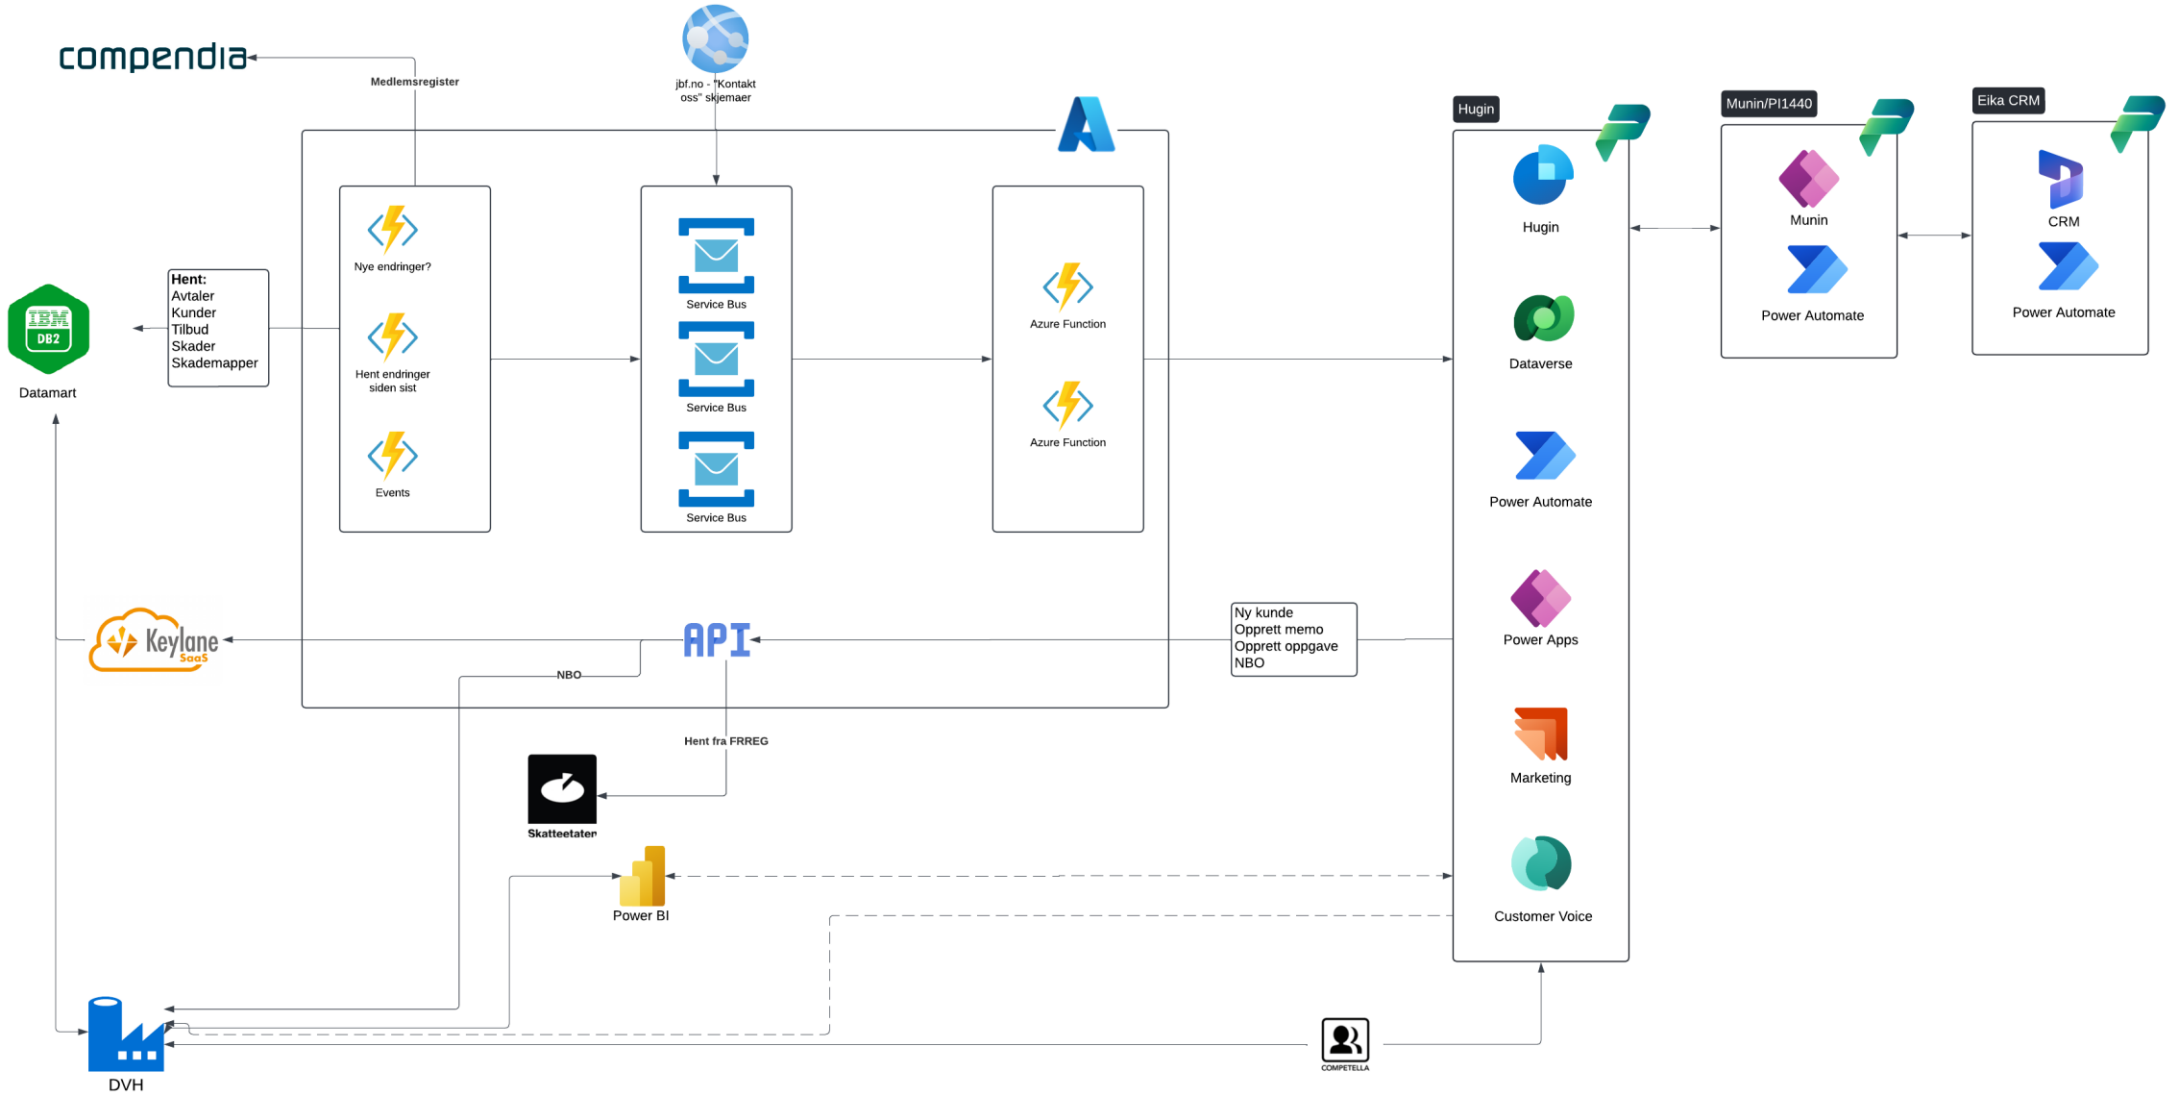 compendia
Medlemsregister
jbf.no - "Kontakt
oss" skjemaer
Hugin
Munin/PI1440
Eika CRM
Nye endringer?
Hent endringer
siden sist
Events
Service Bus
Service Bus
Service Bus
Azure Function
Azure Function
Hent:
Avtaler
Kunder
Tilbud
Skader
Skademapper
IBM
DB2
Datamart
Hugin
Dataverse
Power Automate
Power Apps
Marketing
Customer Voice
Munin
Power Automate
CRM
Power Automate
Keylane
SaaS
API
NBO
Ny kunde
Opprett memo
Opprett oppgave
NBO
Hent fra FRREG
Skatteetaten
Power BI
DVH
COMPETELLA